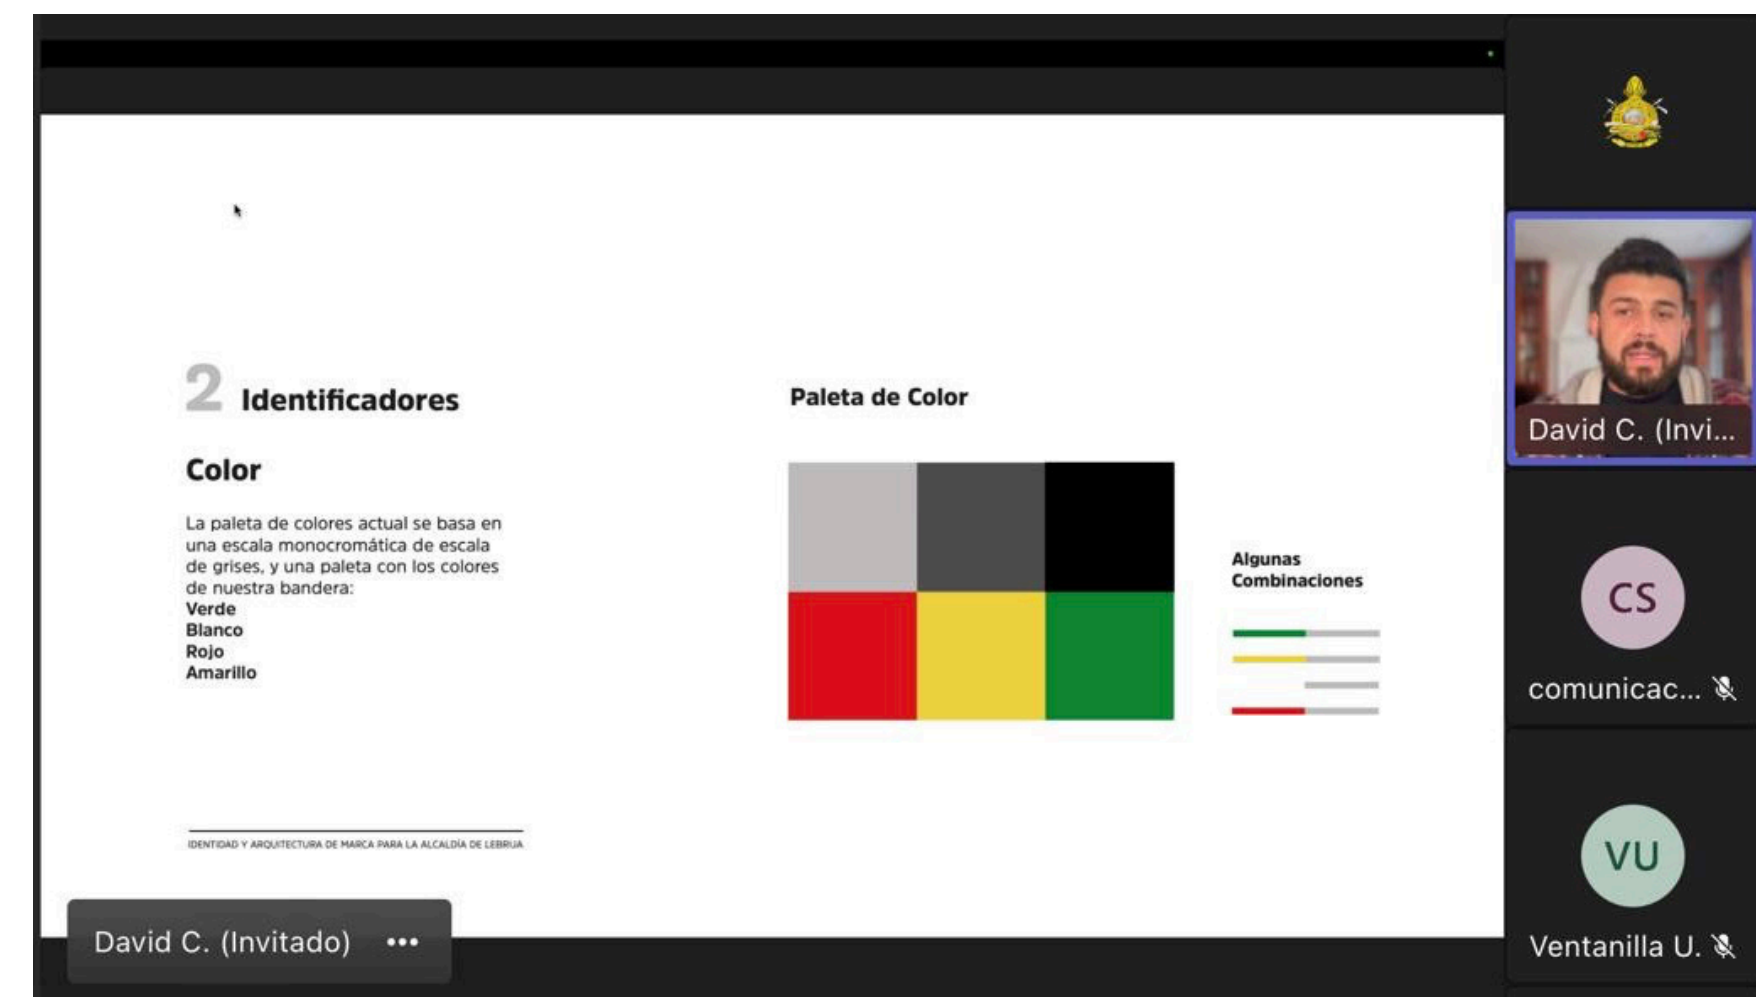 2 Identificadores
Color
La paleta de colores actual se basa en
una escala monocromática de escala
de grises, y una paleta con los colores
de nuestra bandera:
Verde
Blanco
Rojo
Amarillo
IDENTIDAD Y ARQUITECTURA DE MARCA PARA LA ALCALDÍA DE LEBRIJA
Paleta de Color
Algunas
Combinaciones
David C. (Invitado) •••
David C. (Invi...
CS
comunicac...
VU
Ventanilla U.